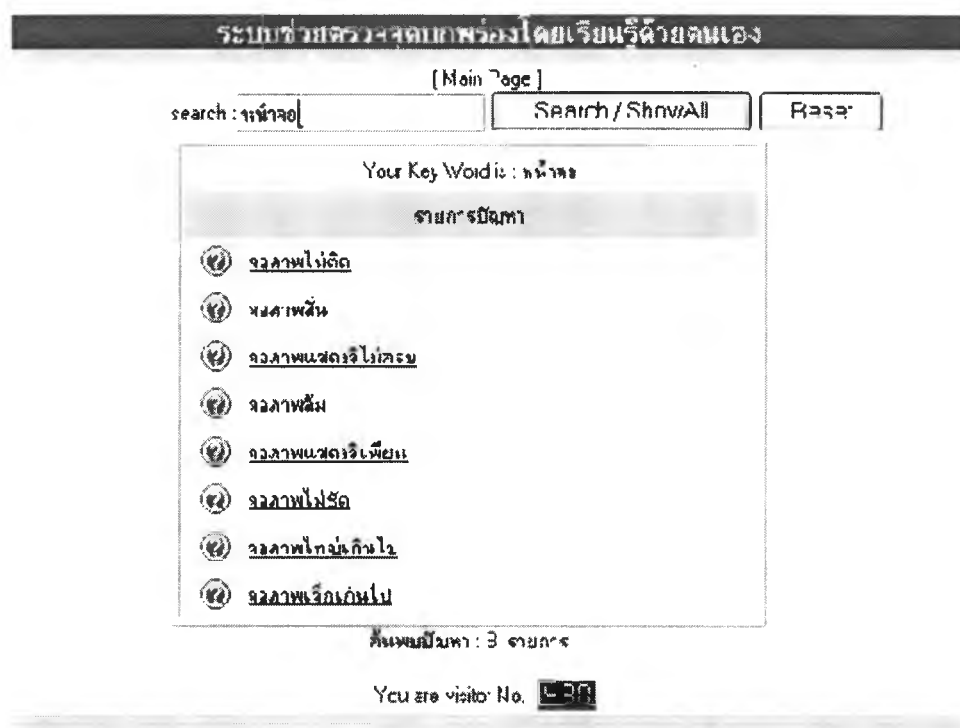 ระบบช่วยตรวจจุดบกพร่องโดยเรียนรู้ด้วยตนเอง
[ Main Page ]
search : หน้าจอ Search / ShowAll Reset
Your Key Word is : หน้าจอ
รายการปัญหา
จอภาพไม่ติด
จอภาพสั่น
จอภาพแสดงสีไม่ครบ
จอภาพล้ม
จอภาพแสดงสีเพี้ยน
จอภาพไม่ชัด
จอภาพใหญ่เกินไป
จอภาพเล็กเกินไป
ค้นพบปัญหา : 8 รายการ
You are visitor No.